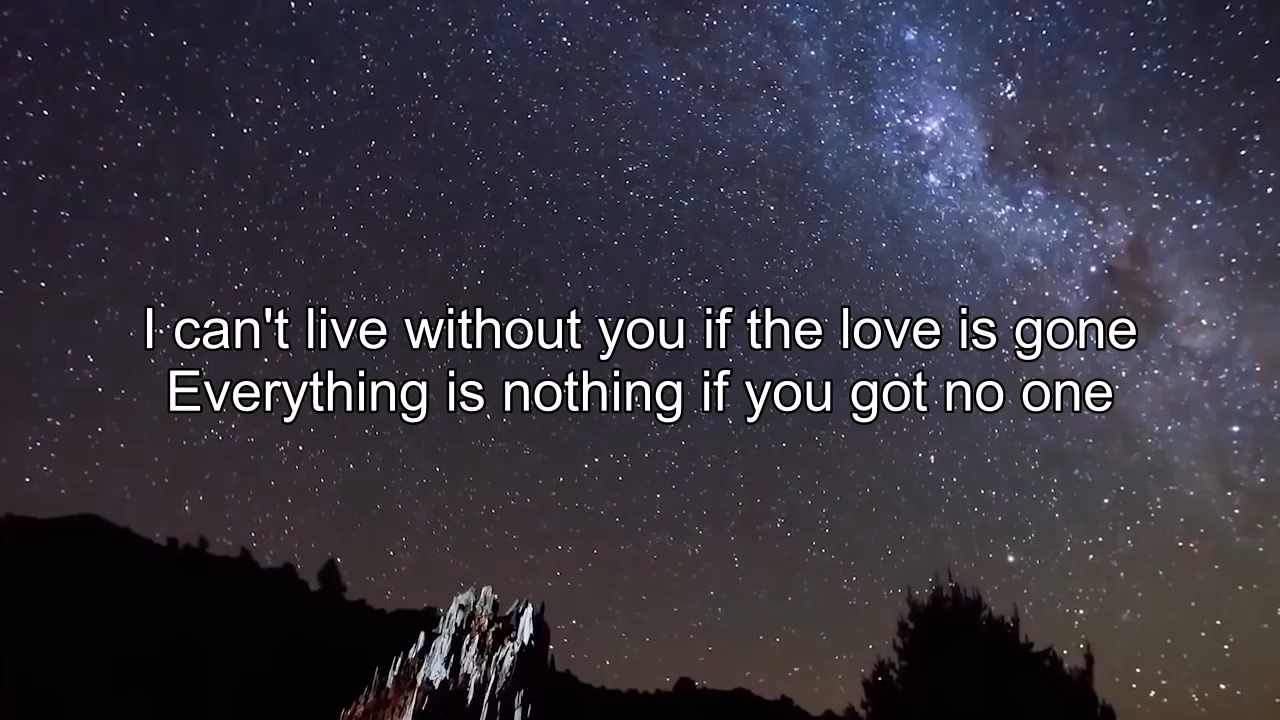 I can't live without you if the love is gone
Everything is nothing if you got no one